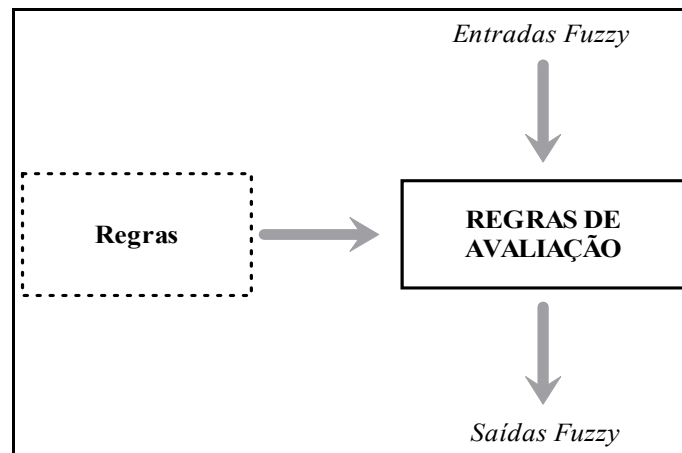 Entradas Fuzzy
Regras
REGRAS DE
AVALIAÇÃO
Saídas Fuzzy